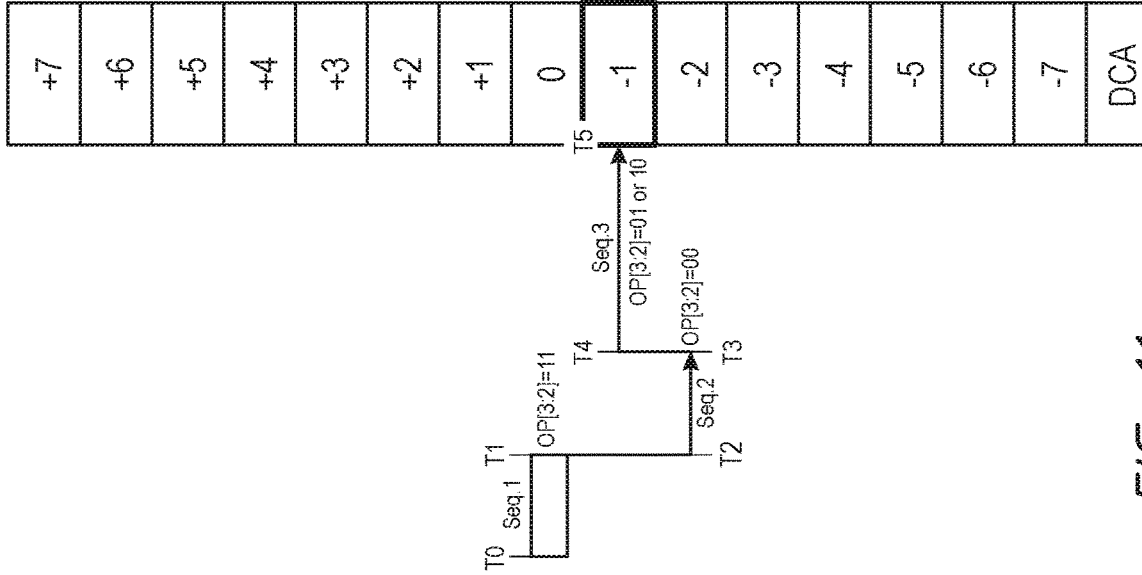 +7
+6
+5
+4
+3
+2
+1
0
-1
-2
-3
-4
-5
-6
-7
DCA
T0
Seq.1
T1
OP[3:2]=11
T2
Seq.2
T3
OP[3:2]=00
T4
Seq.3
OP[3:2]=01 or 10
T5